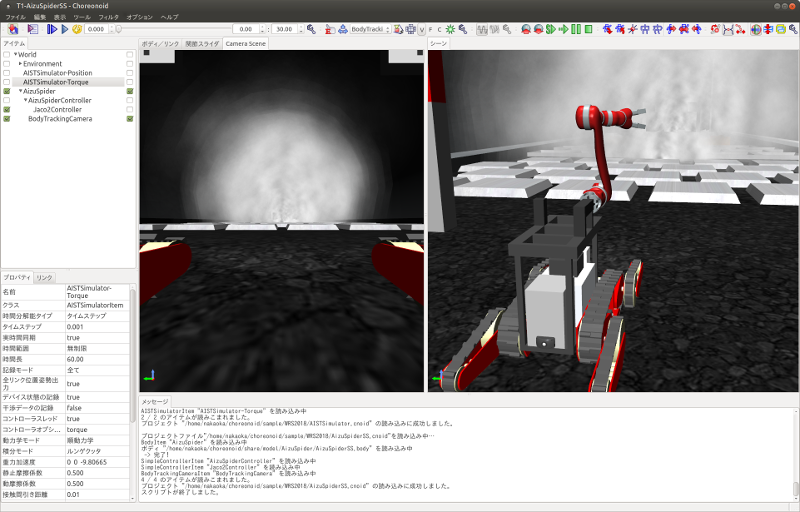 T1-AizuSpiderSS - Choreonoid
ファイル 編集 表示 ツール フィルタ オプション ヘルプ
0.000 0.00 : 30.00 BodyTracki V F C
アイテム
World
Environment
AISTSimulator-Position
AISTSimulator-Torque
AizuSpider
AizuSpiderController
Jaco2Controller
BodyTrackingCamera
ボディ/リンク 関節スライダ Camera Scene
シーン
プロパティ リンク
名前 AISTSimulator-Torque
クラス AISTSimulatorItem
時間分解能タイプ タイムステップ
タイムステップ 0.001
実時間同期 true
時間範囲 無制限
時間長 60.00
記録モード 全て
全リンク位置姿勢出力 true
デバイス状態の記録 true
干渉データの記録 false
コントローラスレッド true
コントローラオプシ... torque
動力学モード 順動力学
積分モード ルンゲクッタ
重力加速度 0 0 -9.80665
静止摩擦係数 0.500
動摩擦係数 0.500
接触間引き距離 0.01
メッセージ
AISTSimulatorItem "AISTSimulator-Torque" を読み込み中
2 / 2 のアイテムが読みこまれました。
プロジェクト "/home/nakaoka/choreonoid/sample/WRS2018/AISTSimulator.cnoid" の読み込みに成功しました。
プロジェクトファイル"/home/nakaoka/choreonoid/sample/WRS2018/AizuSpiderSS.cnoid"を読み込み中…
BodyItem "AizuSpider" を読み込み中
ボディ "/home/nakaoka/choreonoid/share/model/AizuSpider/AizuSpiderSS.body" を読み込み中
-> 完了!
SimpleControllerItem "AizuSpiderController" を読み込み中
SimpleControllerItem "Jaco2Controller" を読み込み中
BodyTrackingCameraItem "BodyTrackingCamera" を読み込み中
4 / 4 のアイテムが読みこまれました。
プロジェクト "/home/nakaoka/choreonoid/sample/WRS2018/AizuSpiderSS.cnoid" の読み込みに成功しました。
スクリプトが終了しました。